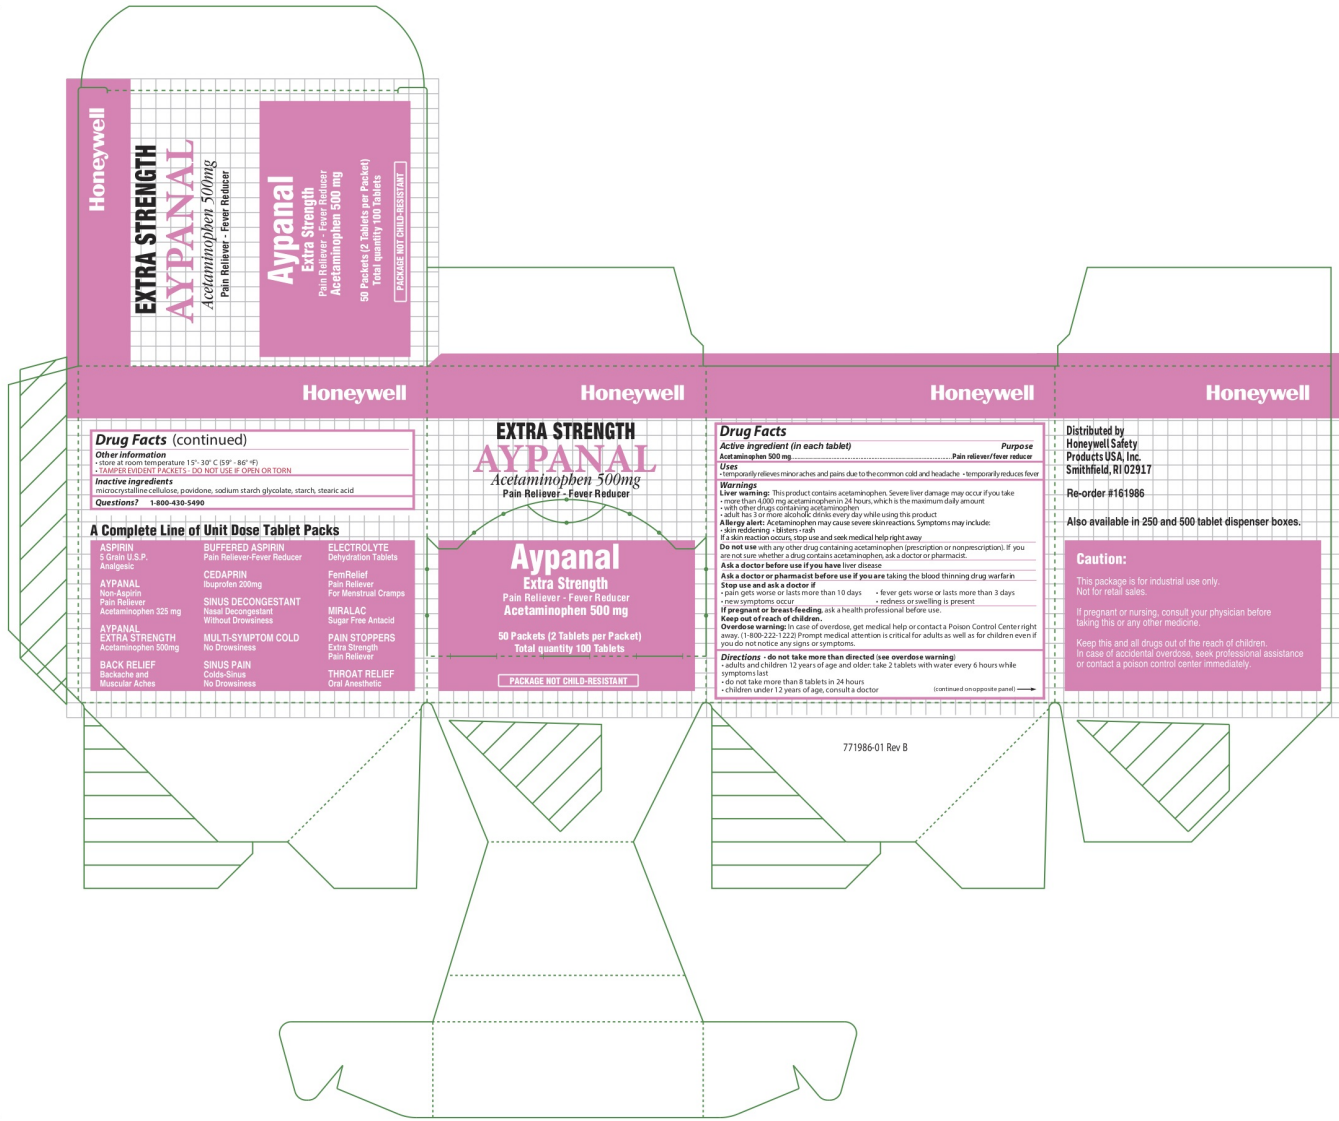 Honeywell
EXTRA STRENGTH
AYPANAL
Acetaminophen 500mg
Pain Reliever - Fever Reducer
Aypanal
Extra Strength
Pain Reliever - Fever Reducer
Acetaminophen 500 mg
50 Packets (2 Tablets per Packet)
Total quantity 100 Tablets
PACKAGE NOT CHILD-RESISTANT
Honeywell
Drug Facts (continued)
Other information
• store at room temperature 15°- 30° C (59° - 86° °F)
• TAMPER EVIDENT PACKETS - DO NOT USE IF OPEN OR TORN
Inactive ingredients
microcrystalline cellulose, povidone, sodium starch glycolate, starch, stearic acid
Questions? 1-800-430-5490
A Complete Line of Unit Dose Tablet Packs
ASPIRIN
5 Grain U.S.P.
Analgesic
AYPANAL
Non-Aspirin
Pain Reliever
Acetaminophen 325 mg
AYPANAL
EXTRA STRENGTH
Acetaminophen 500mg
BACK RELIEF
Backache and
Muscular Aches
BUFFERED ASPIRIN
Pain Reliever-Fever Reducer
CEDAPRIN
Ibuprofen 200mg
SINUS DECONGESTANT
Nasal Decongestant
Without Drowsiness
MULTI-SYMPTOM COLD
No Drowsiness
SINUS PAIN
Colds-Sinus
No Drowsiness
ELECTROLYTE
Dehydration Tablets
FemRelief
Pain Reliever
For Menstrual Cramps
MIRALAC
Sugar Free Antacid
PAIN STOPPERS
Extra Strength
Pain Reliever
THROAT RELIEF
Oral Anesthetic
Honeywell
EXTRA STRENGTH
AYPANAL
Acetaminophen 500mg
Pain Reliever - Fever Reducer
Aypanal
Extra Strength
Pain Reliever - Fever Reducer
Acetaminophen 500 mg
50 Packets (2 Tablets per Packet)
Total quantity 100 Tablets
PACKAGE NOT CHILD-RESISTANT
Honeywell
Drug Facts
Active ingredient (in each tablet) Purpose
Acetaminophen 500 mg.......Pain reliever/fever reducer
Uses
• temporarily relieves minor aches and pains due to the common cold and headache • temporarily reduces fever
Warnings
Liver warning: This product contains acetaminophen. Severe liver damage may occur if you take
• more than 4,000 mg acetaminophen in 24 hours, which is the maximum daily amount
• with other drugs containing acetaminophen
• adult has 3 or more alcoholic drinks every day while using this product
Allergy alert: Acetaminophen may cause severe skin reactions. Symptoms may include:
• skin reddening • blisters • rash
If a skin reaction occurs, stop use and seek medical help right away
Do not use with any other drug containing acetaminophen (prescription or nonprescription). If you
are not sure whether a drug contains acetaminophen, ask a doctor or pharmacist.
Ask a doctor before use if you have liver disease
Ask a doctor or pharmacist before use if you are taking the blood thinning drug warfarin
Stop use and ask a doctor if
• pain gets worse or lasts more than 10 days • fever gets worse or lasts more than 3 days
• new symptoms occur • redness or swelling is present
If pregnant or breast-feeding, ask a health professional before use.
Keep out of reach of children.
Overdose warning: In case of overdose, get medical help or contact a Poison Control Center right
away. (1-800-222-1222) Prompt medical attention is critical for adults as well as for children even if
you do not notice any signs or symptoms.
Directions • do not take more than directed (see overdose warning)
• adults and children 12 years of age and older: take 2 tablets with water every 6 hours while
symptoms last
• do not take more than 8 tablets in 24 hours
• children under 12 years of age, consult a doctor (continued on opposite panel)
771986-01 Rev B
Honeywell
Distributed by
Honeywell Safety
Products USA, Inc.
Smithfield, RI 02917
Re-order #161986
Also available in 250 and 500 tablet dispenser boxes.
Caution:
This package is for industrial use only.
Not for retail sales.
If pregnant or nursing, consult your physician before
taking this or any other medicine.
Keep this and all drugs out of the reach of children.
In case of accidental overdose, seek professional assistance
or contact a poison control center immediately.